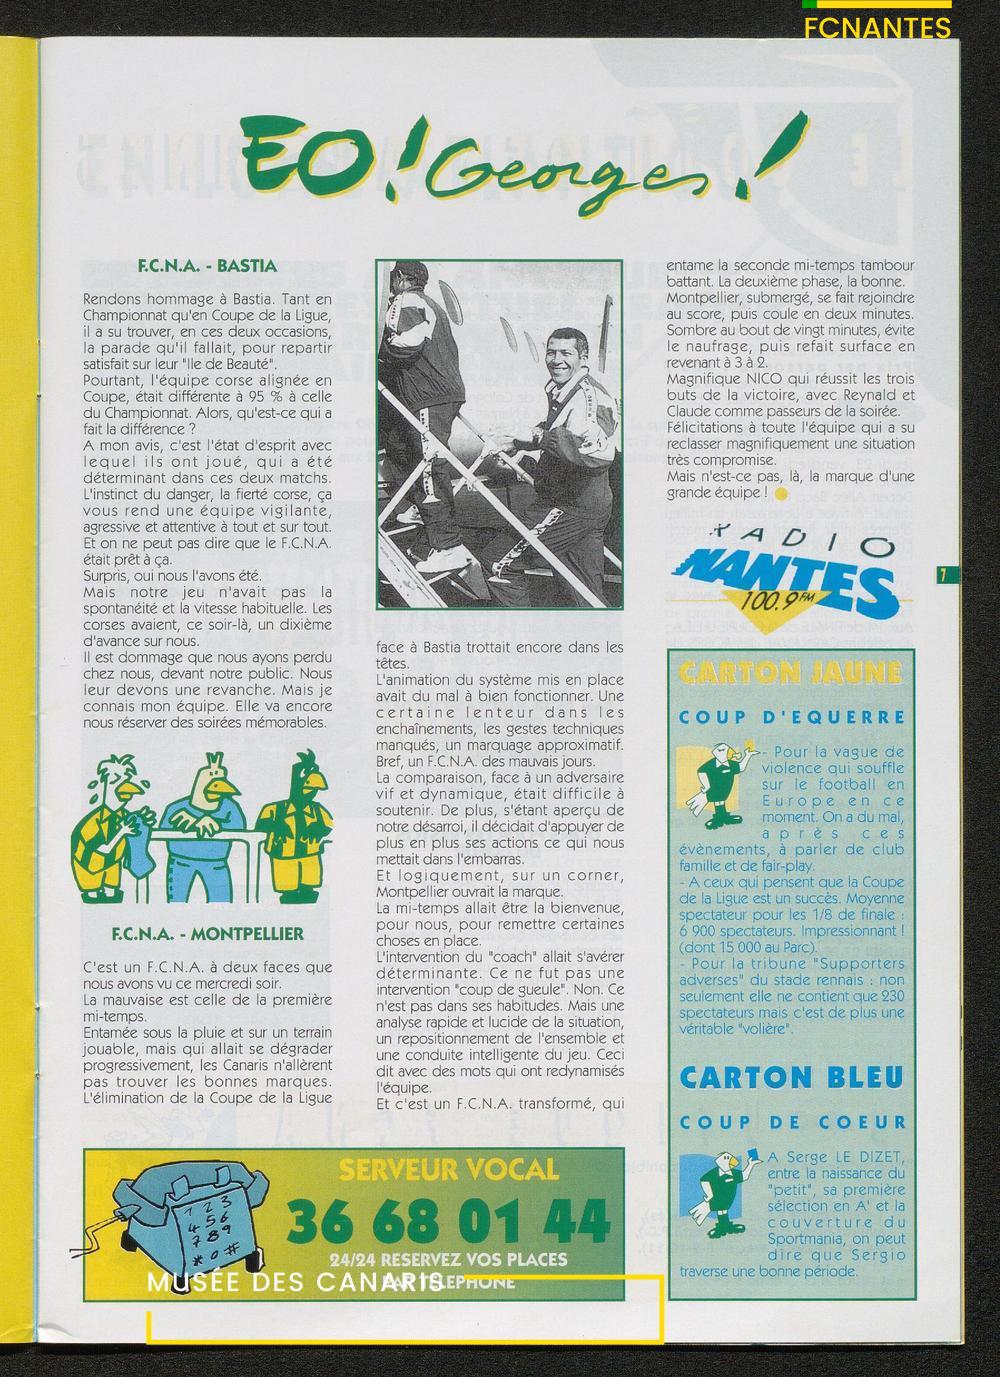 FCNANTES
EO! Georges!
F.C.N.A. - BASTIA
Rendons hommage à Bastia. Tant en
Championnat qu'en Coupe de la Ligue,
il a su trouver, en ces deux occasions,
la parade qu'il fallait, pour repartir
satisfait sur leur "Ile de Beauté".
Pourtant, l'équipe corse alignée en
Coupe, était différente à 95 % à celle
du Championnat. Alors, qu'est-ce qui a
fait la différence ?
A mon avis, c'est l'état d'esprit avec
lequel ils ont joué, qui a été
déterminant dans ces deux matchs.
L'instinct du danger, la fierté corse, ça
vous rend une équipe vigilante,
agressive et attentive à tout et sur tout.
Et on ne peut pas dire que le F.C.N.A.
était prêt à ça.
Surpris, oui nous l'avons été.
Mais notre jeu n'avait pas la
spontanéité et la vitesse habituelle. Les
corses avaient, ce soir-là, un dixième
d'avance sur nous.
Il est dommage que nous ayons perdu
chez nous, devant notre public. Nous
leur devons une revanche. Mais je
connais mon équipe. Elle va encore
nous réserver des soirées mémorables.
F.C.N.A. - MONTPELLIER
C'est un F.C.N.A. à deux faces que
nous avons vu ce mercredi soir.
La mauvaise est celle de la première
mi-temps.
Entamée sous la pluie et sur un terrain
jouable, mais qui allait se dégrader
progressivement, les Canaris n'allèrent
pas trouver les bonnes marques.
L'élimination de la Coupe de la Ligue
face à Bastia trottait encore dans les
têtes.
L'animation du système mis en place
avait du mal à bien fonctionner. Une
certaine lenteur dans les
enchaînements, les gestes techniques
manqués, un marquage approximatif.
Bref, un F.C.N.A. des mauvais jours.
La comparaison, face à un adversaire
vif et dynamique, était difficile à
soutenir. De plus, s'étant aperçu de
notre désarroi, il décidait d'appuyer de
plus en plus ses actions ce qui nous
mettait dans l'embarras.
Et logiquement, sur un corner,
Montpellier ouvrait la marque.
La mi-temps allait être la bienvenue,
pour nous, pour remettre certaines
choses en place.
L'intervention du "coach" allait s'avérer
déterminante. Ce ne fut pas une
intervention "coup de gueule". Non. Ce
n'est pas dans ses habitudes. Mais une
analyse rapide et lucide de la situation,
un repositionnement de l'ensemble et
une conduite intelligente du jeu. Ceci
dit avec des mots qui ont redynamisés
l'équipe.
Et c'est un F.C.N.A. transformé, qui
entame la seconde mi-temps tambour
battant. La deuxième phase, la bonne.
Montpellier, submergé, se fait rejoindre
au score, puis coule en deux minutes.
Sombre au bout de vingt minutes, évite
le naufrage, puis refait surface en
revenant à 3 à 2.
Magnifique NICO qui réussit les trois
buts de la victoire, avec Reynald et
Claude comme passeurs de la soirée.
Félicitations à toute l'équipe qui a su
reclasser magnifiquement une situation
très compromise.
Mais n'est-ce pas, là, la marque d'une
grande équipe !
RADIO
NANTES
100.9 FM
7
CARTON JAUNE
COUP D'EQUERRE
- Pour la vague de
violence qui souffle
sur le football en
Europe en ce
moment. On a du mal,
après ces
évènements, à parler de club
famille et de fair-play.
- A ceux qui pensent que la Coupe
de la Ligue est un succès. Moyenne
spectateur pour les 1/8 de finale :
6 900 spectateurs. Impressionnant !
(dont 15 000 au Parc).
- Pour la tribune "Supporters
adverses" du stade rennais : non
seulement elle ne contient que 230
spectateurs mais c'est de plus une
véritable "volière".
CARTON BLEU
COUP DE COEUR
A Serge LE DIZET,
entre la naissance du
"petit", sa première
sélection en A' et la
couverture du
Sportmania, on peut
dire que Sergio
traverse une bonne période.
SERVEUR VOCAL
36 68 01 44
24/24 RESERVEZ VOS PLACES
PAR TELEPHONE
1 2 3
4 5 6
7 8 9
* 0 #
MUSÉE DES CANARIS